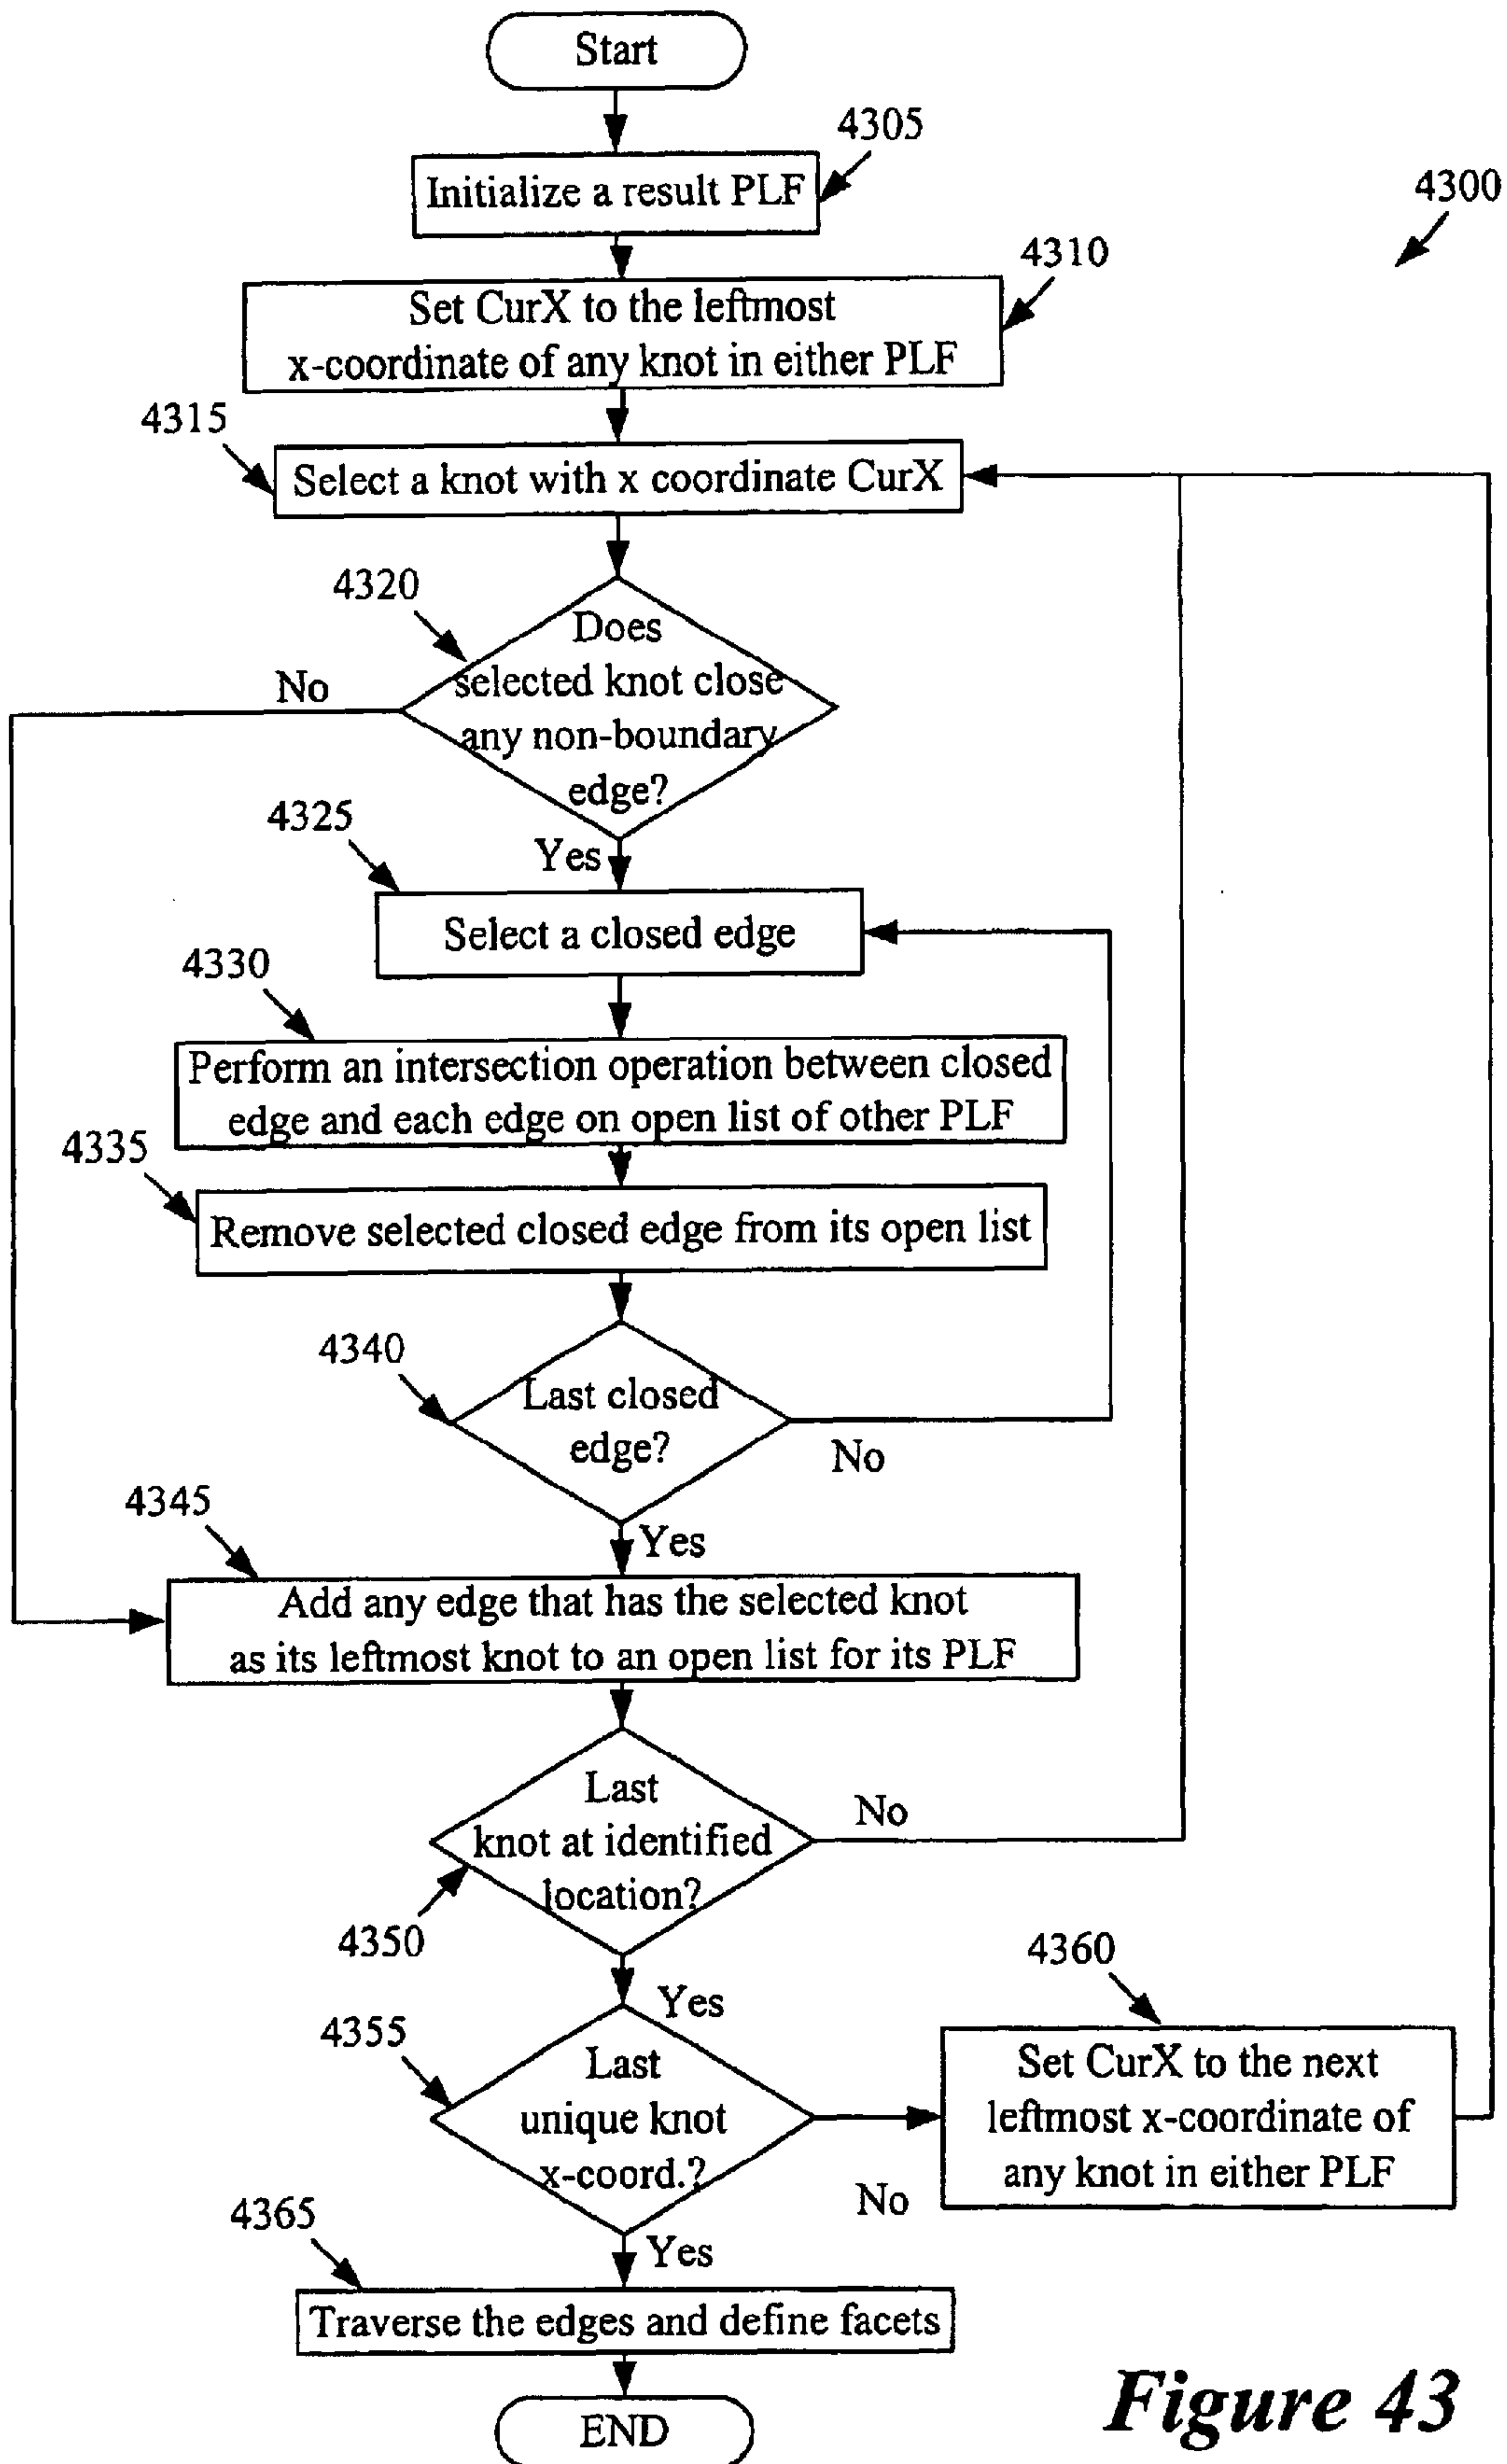 Start
4305
Initialize a result PLF
4300
4310
Set CurX to the leftmost
x-coordinate of any knot in either PLF
4315
Select a knot with x coordinate CurX
4320
Does
selected knot close
any non-boundary
edge?
No
4325
Yes
Select a closed edge
4330
Perform an intersection operation between closed
edge and each edge on open list of other PLF
4335
Remove selected closed edge from its open list
4340
Last closed
edge?
No
4345
Yes
Add any edge that has the selected knot
as its leftmost knot to an open list for its PLF
Last
knot at identified
location?
No
4350
Yes
4360
4355
Last
unique knot
x-coord.?
Set CurX to the next
leftmost x-coordinate of
any knot in either PLF
No
4365
Yes
Traverse the edges and define facets
END
Figure 43